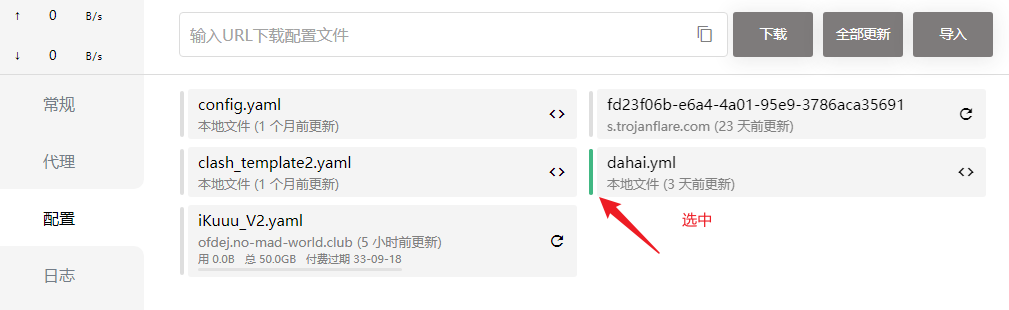 ↑ 0 B/s
↓ 0 B/s
输入URL下载配置文件
下载
全部更新
导入
常规
代理
配置
日志
config.yaml
本地文件 (1 个月前更新)
fd23f06b-e6a4-4a01-95e9-3786aca35691
s.trojanflare.com (23 天前更新)
clash_template2.yaml
本地文件 (1 个月前更新)
dahai.yml
本地文件 (3 天前更新)
选中
iKuuu_V2.yaml
ofdej.no-mad-world.club (5 小时前更新)
用 0.0B 总 50.0GB 付费过期 33-09-18